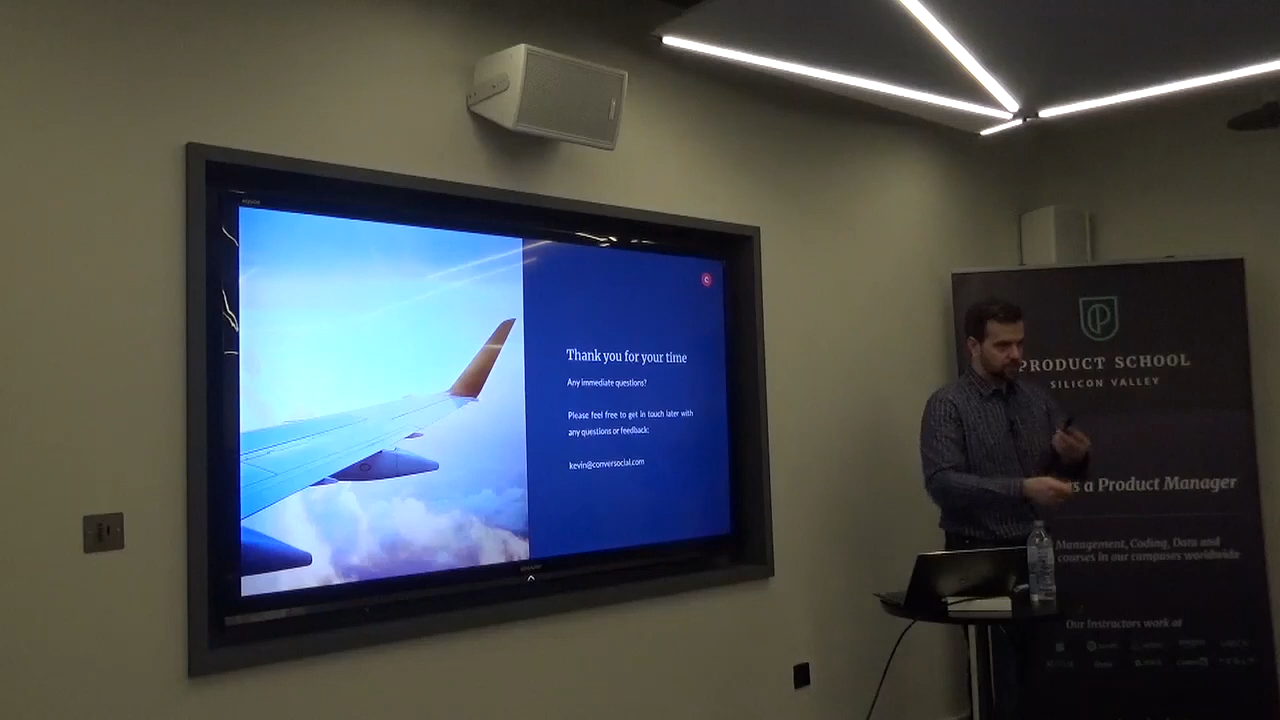 Thank you for your time
Any immediate questions?
Please feel free to get in touch later with
any questions or feedback:
kevin@conversocial.com
SHARP
PRODUCT SCHOOL
SILICON VALLEY
s a Product Manager
Management, Coding, Data and
courses in our campuses worldwide
Our Instructors work at